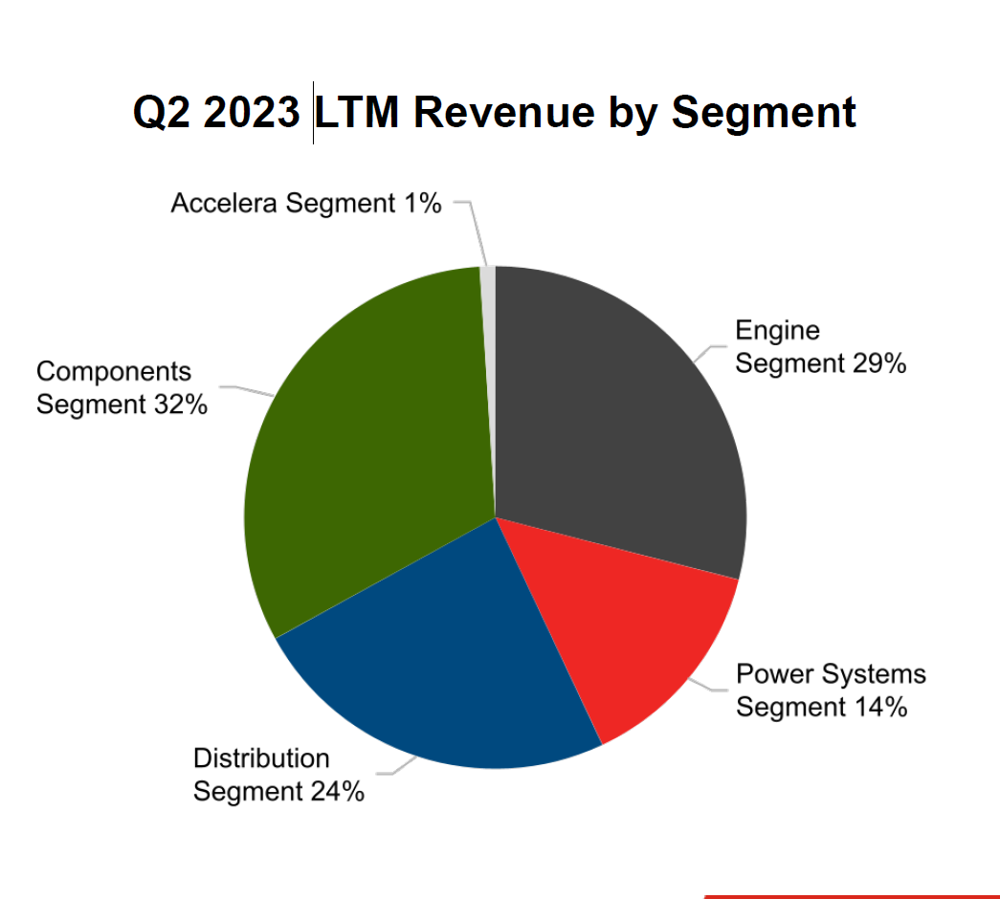 Q2 2023 LTM Revenue by Segment
Accelera Segment 1%
Engine
Segment 29%
Components
Segment 32%
Power Systems
Segment 14%
Distribution
Segment 24%